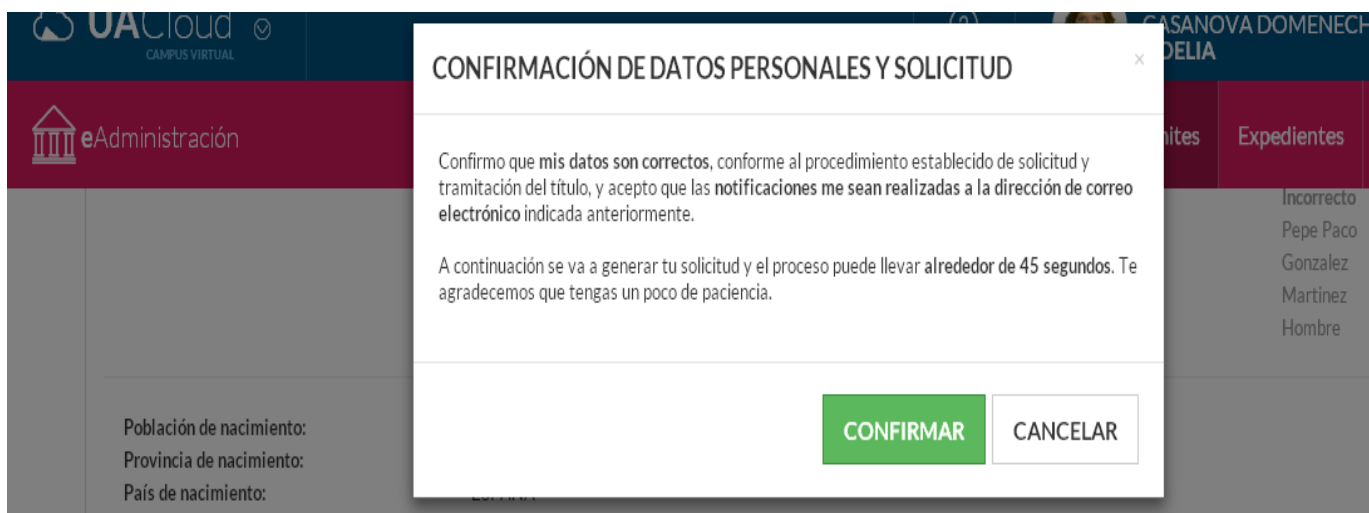 UACloud
CAMPUS VIRTUAL
CASANOVA DOMENECH
eAdministración
Expedientes
CONFIRMACIÓN DE DATOS PERSONALES Y SOLICITUD
×
Confirmo que mis datos son correctos, conforme al procedimiento establecido de solicitud y
tramitación del título, y acepto que las notificaciones me sean realizadas a la dirección de correo
electrónico indicada anteriormente.
A continuación se va a generar tu solicitud y el proceso puede llevar alrededor de 45 segundos. Te
agradecemos que tengas un poco de paciencia.
CONFIRMAR
CANCELAR
Incorrecto
Pepe Paco
Gonzalez
Martinez
Hombre
Población de nacimiento:
Provincia de nacimiento:
País de nacimiento: